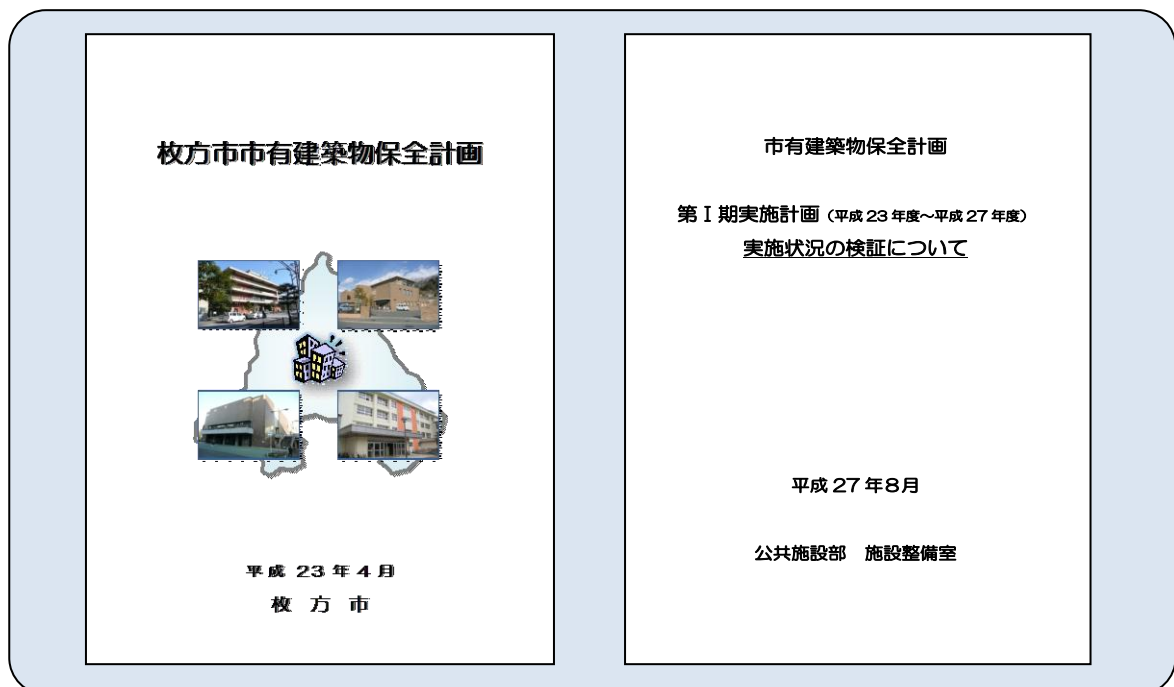 枚方市市有建築物保全計画
平成 23 年 4 月
枚 方 市
市有建築物保全計画
第Ⅰ期実施計画（平成 23 年度～平成 27 年度）
実施状況の検証について
平成 27 年8月
公共施設部　施設整備室